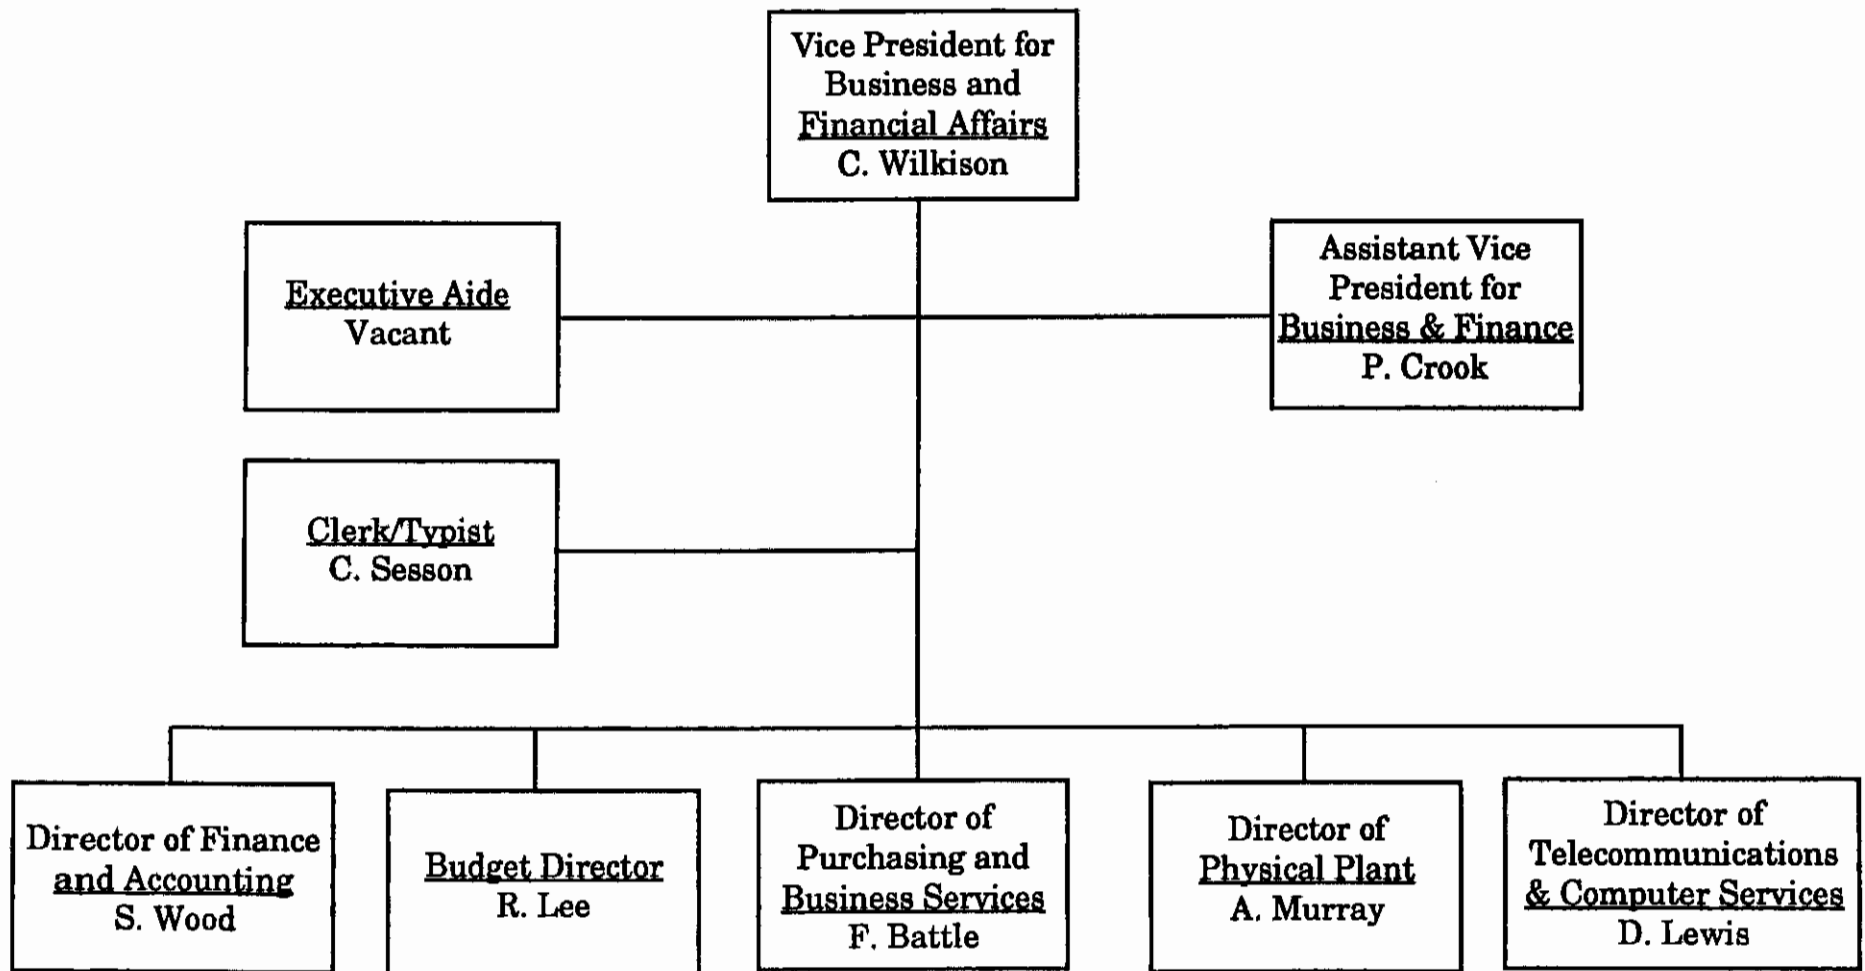 Vice President for
Business and
Financial Affairs
C. Wilkison
Executive Aide
Vacant
Assistant Vice
President for
Business & Finance
P. Crook
Clerk/Typist
C. Sesson
Director of Finance
and Accounting
S. Wood
Budget Director
R. Lee
Director of
Purchasing and
Business Services
F. Battle
Director of
Physical Plant
A. Murray
Director of
Telecommunications
& Computer Services
D. Lewis